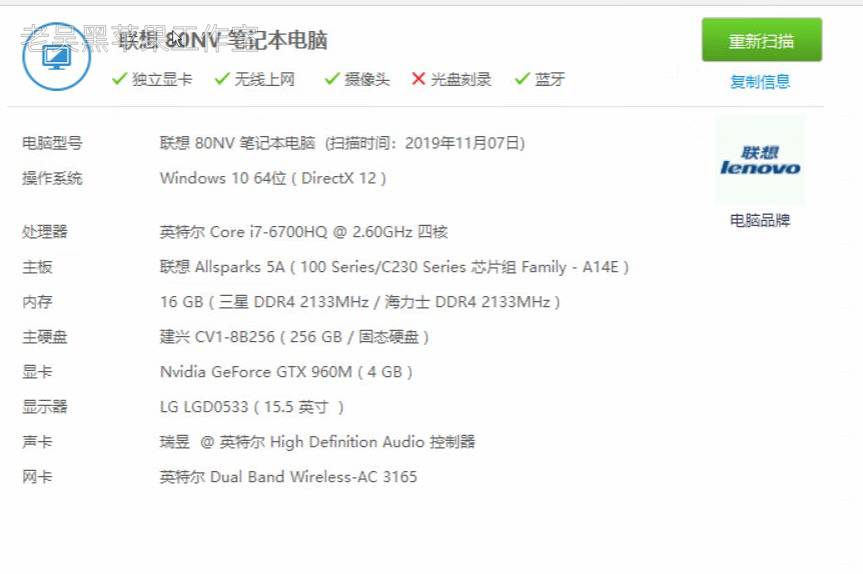 老吴黑苹果工作室
联想 80NV 笔记本电脑
重新扫描
独立显卡 无线上网 摄像头 光盘刻录 蓝牙
复制信息
电脑型号 联想 80NV 笔记本电脑 (扫描时间：2019年11月07日)
操作系统 Windows 10 64位 ( DirectX 12 )
联想
lenovo
电脑品牌
处理器 英特尔 Core i7-6700HQ @ 2.60GHz 四核
主板 联想 Allsparks 5A ( 100 Series/C230 Series 芯片组 Family - A14E )
内存 16 GB ( 三星 DDR4 2133MHz / 海力士 DDR4 2133MHz )
主硬盘 建兴 CV1-8B256 ( 256 GB / 固态硬盘 )
显卡 Nvidia GeForce GTX 960M ( 4 GB )
显示器 LG LGD0533 ( 15.5 英寸 )
声卡 瑞昱 @ 英特尔 High Definition Audio 控制器
网卡 英特尔 Dual Band Wireless-AC 3165